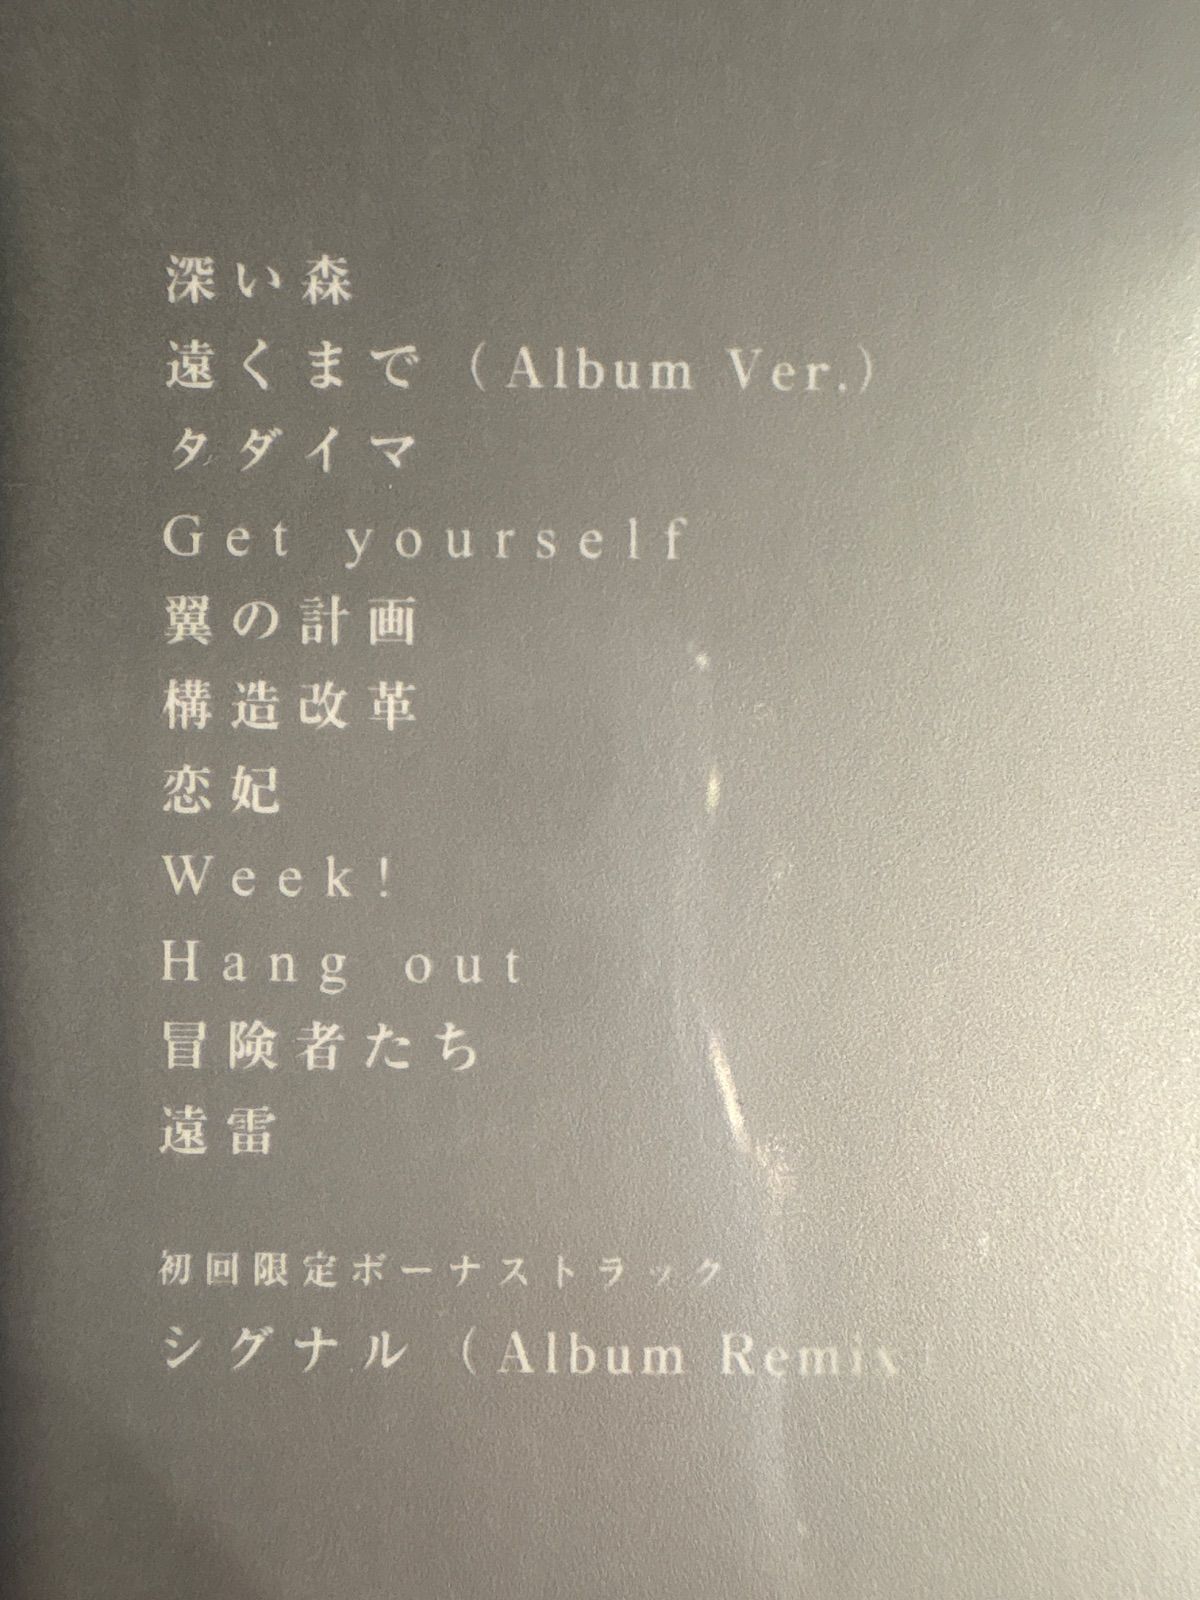 深い森
遠くまで（Album Ver.）
タダイマ
Get yourself
翼の計画
構造改革
恋妃
Week!
Hang out
冒険者たち
遠雷
初回限定ボーナストラック
シグナル（Album Remix）